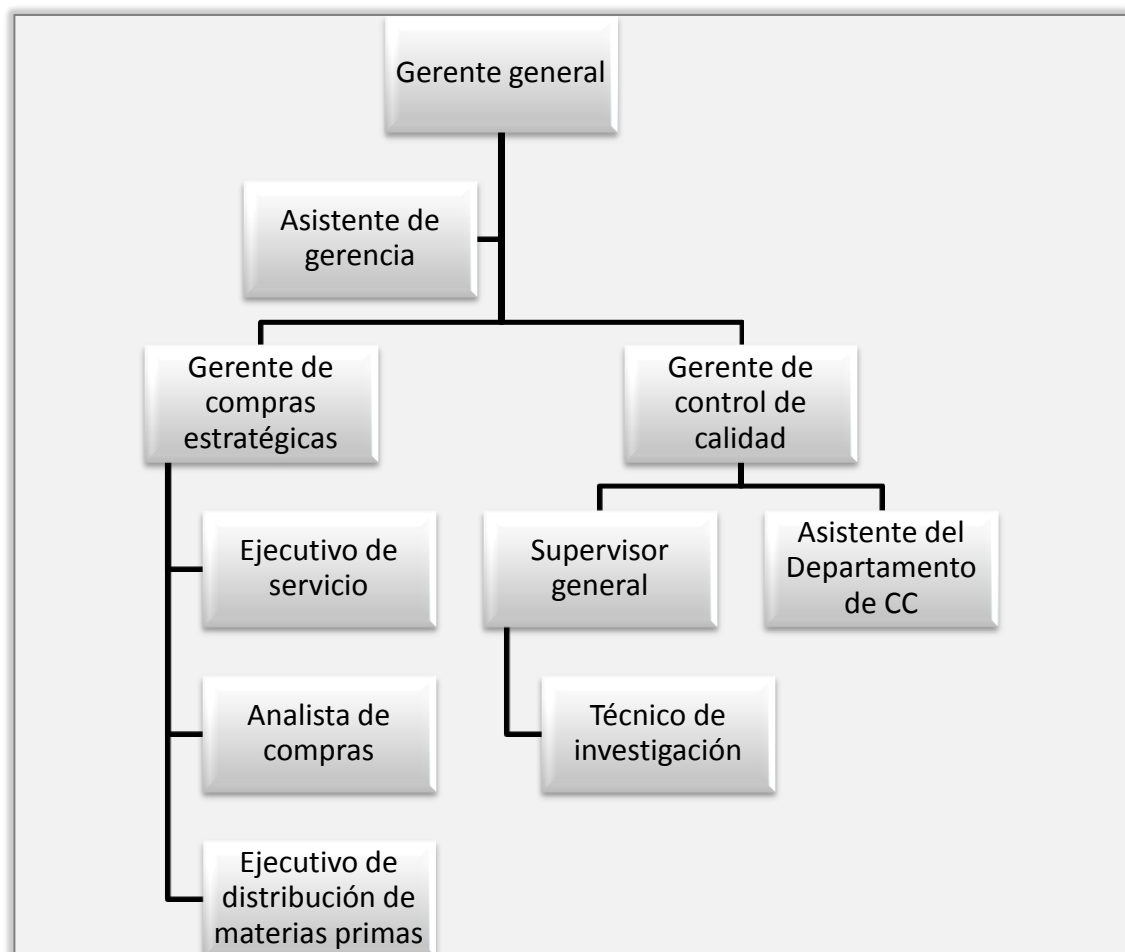 Gerente general
Asistente de
gerencia
Gerente de
compras
estratégicas
Gerente de
control de
calidad
Ejecutivo de
servicio
Supervisor
general
Asistente del
Departamento
de CC
Analista de
compras
Técnico de
investigación
Ejecutivo de
distribución de
materias primas